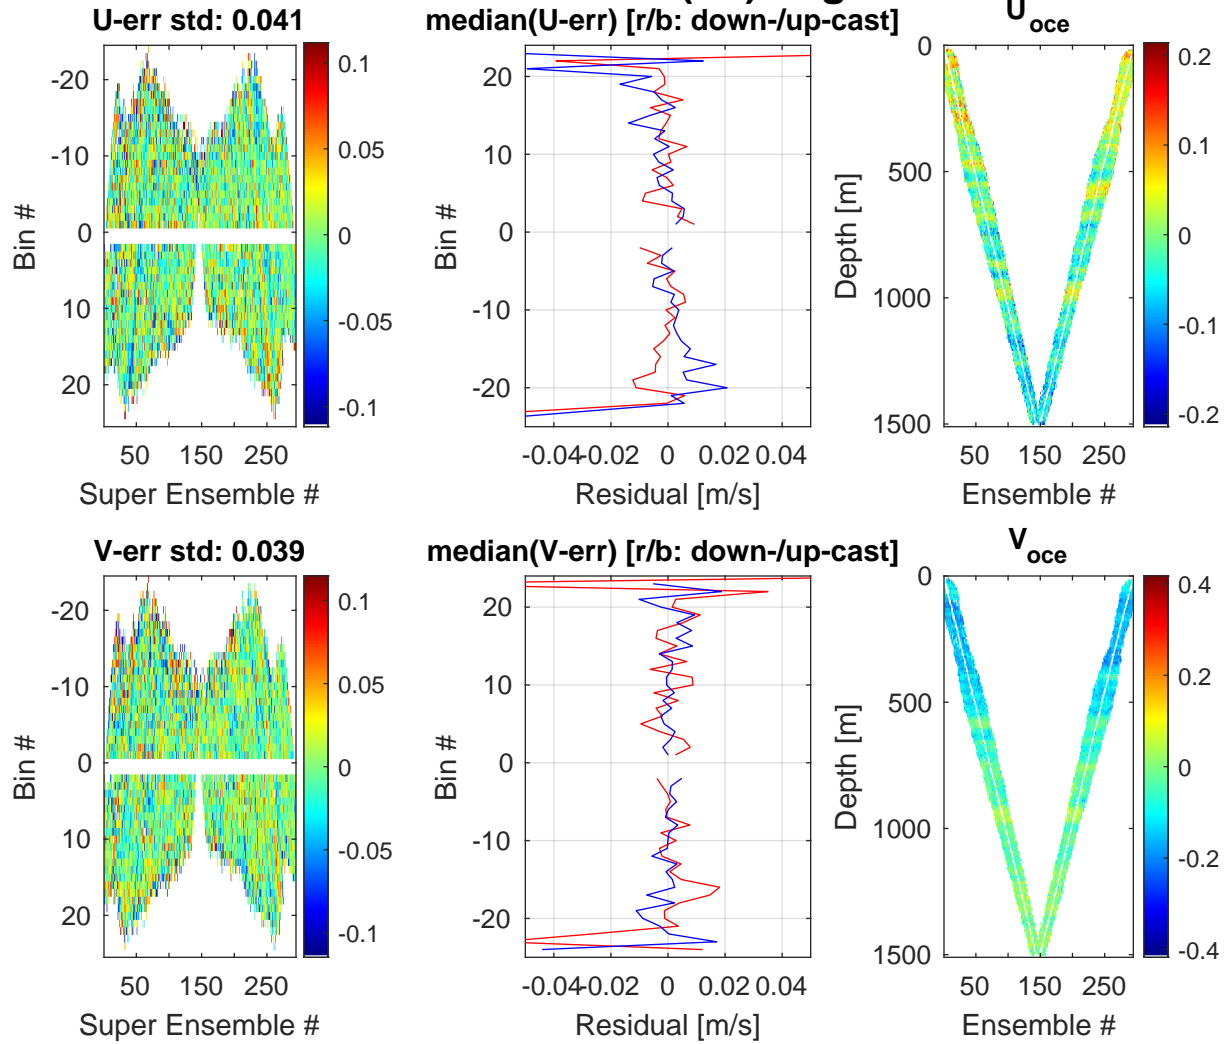 U-err std: 0.041
-20
-10
0
10
20
Bin #
50 150 250
Super Ensemble #
0.1
0.05
0
-0.05
-0.1
median(U-err) [r/b: down-/up-cast]
20
10
0
-10
-20
Bin #
-0.04 -0.02 0 0.02 0.04
Residual [m/s]
U oce
0
500
1000
1500
Depth [m]
50 150 250
Ensemble #
0.2
0.1
0
-0.1
-0.2
V-err std: 0.039
-20
-10
0
10
20
Bin #
50 150 250
Super Ensemble #
0.1
0.05
0
-0.05
-0.1
median(V-err) [r/b: down-/up-cast]
20
10
0
-10
-20
Bin #
-0.04 -0.02 0 0.02 0.04
Residual [m/s]
V oce
0
500
1000
1500
Depth [m]
50 150 250
Ensemble #
0.4
0.2
0
-0.2
-0.4